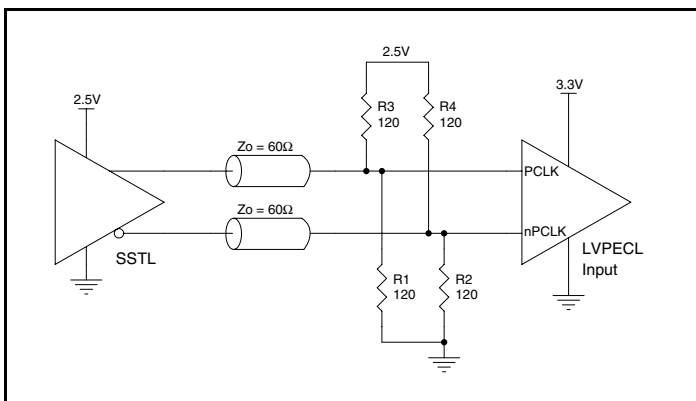 2.5V
2.5V
3.3V
R3
120
R4
120
Zo = 60Ω
PCLK
Zo = 60Ω
nPCLK
SSTL
LVPECL
Input
R1
120
R2
120